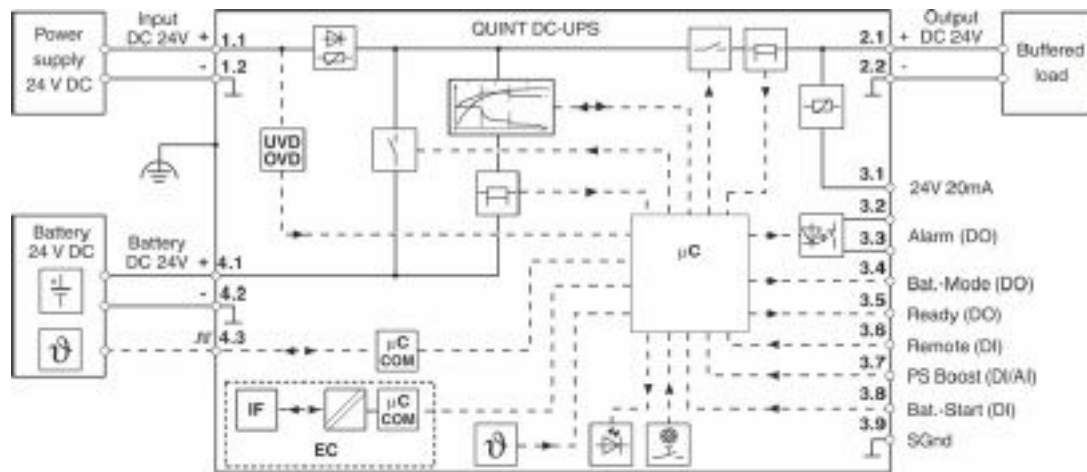 Power
supply
24 V DC
Input
DC 24V
+
-
1.1
1.2
QUINT DC-UPS
2.1
2.2
+
-
Output
DC 24V
Buffered
load
UVD
OVD
3.1
24V 20mA
3.2
3.3
Alarm (DO)
µC
3.4
Bat.-Mode (DO)
3.5
Ready (DO)
3.6
Remote (DI)
3.7
PS Boost (DI/AI)
3.8
Bat.-Start (DI)
3.9
SGnd
Battery
24 V DC
Battery
DC 24V
+
-
4.1
4.2
4.3
ϑ
µC
COM
IF
µC
COM
EC
ϑ